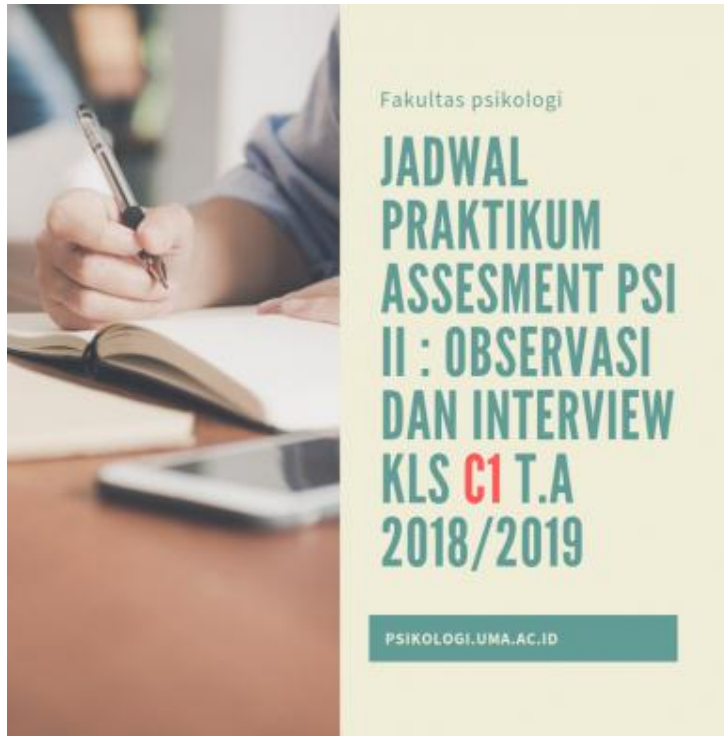 Fakultas psikologi
JADWAL
PRAKTIKUM
ASSESMENT PSI
II : OBSERVASI
DAN INTERVIEW
KLS C1 T.A
2018/2019
PSIKOLOGI.UMA.AC.ID